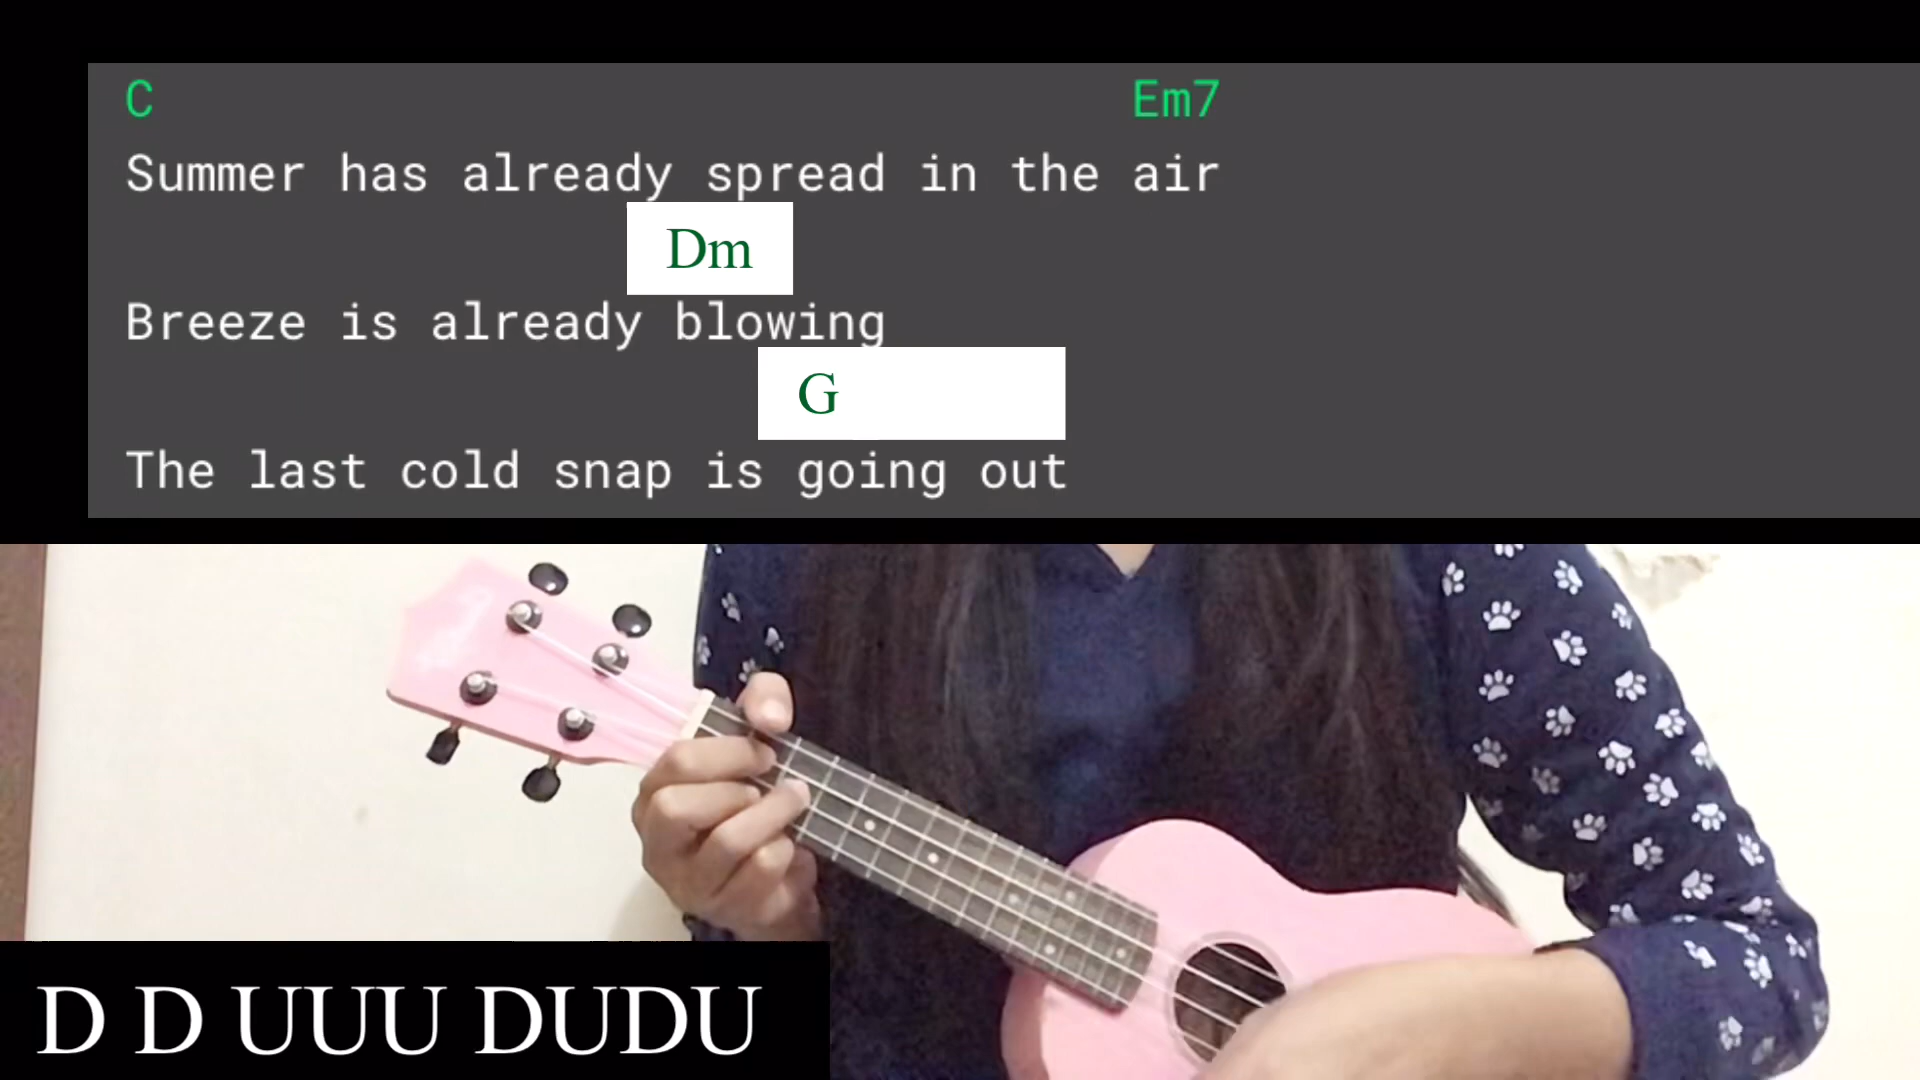 C Em7
Summer has already spread in the air
Dm
Breeze is already blowing
G
The last cold snap is going out
D D UUU DUDU